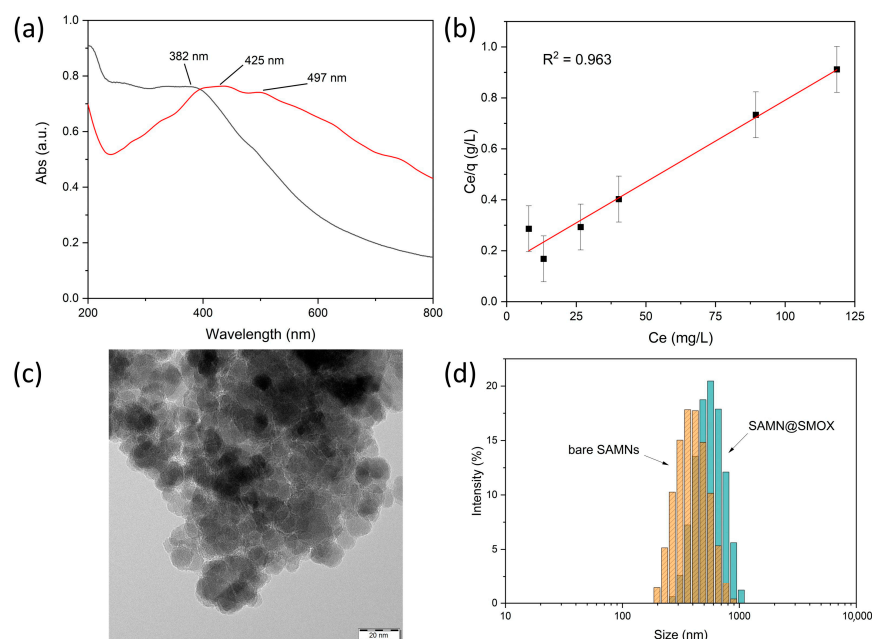 (a)
1.0
0.8
0.6
0.4
0.2
0.0
Abs (a.u.)
382 nm
425 nm
497 nm
200
400
600
800
Wavelength (nm)
(b)
1.0
0.8
0.6
0.4
0.2
0.0
Ce/q (g/L)
R² = 0.963
0
25
50
75
100
125
Ce (mg/L)
(c)
20 nm
(d)
20
15
10
5
0
Intensity (%)
bare SAMNs
SAMN@SMOX
10
100
1000
10,000
Size (nm)